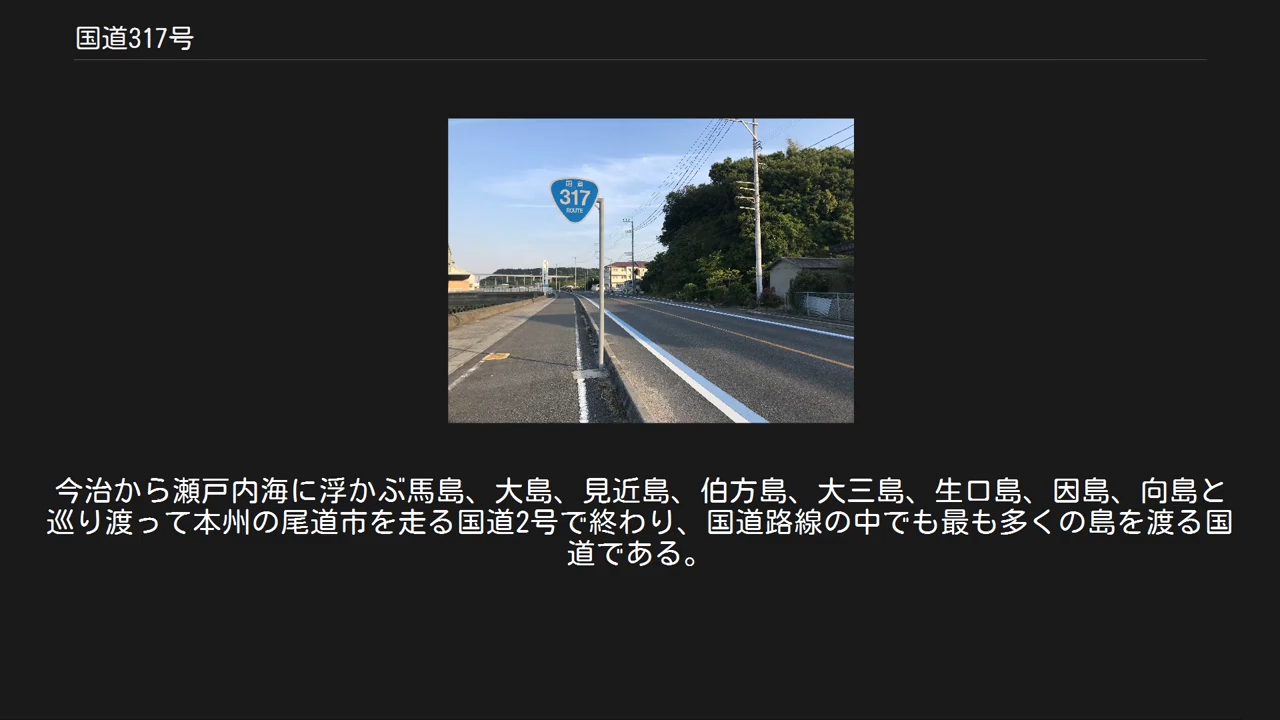 国道317号
国道
317
ROUTE
今治から瀬戸内海に浮かぶ馬島、大島、見近島、伯方島、大三島、生口島、因島、向島と
巡り渡って本州の尾道市を走る国道2号で終わり、国道路線の中でも最も多くの島を渡る国
道である。